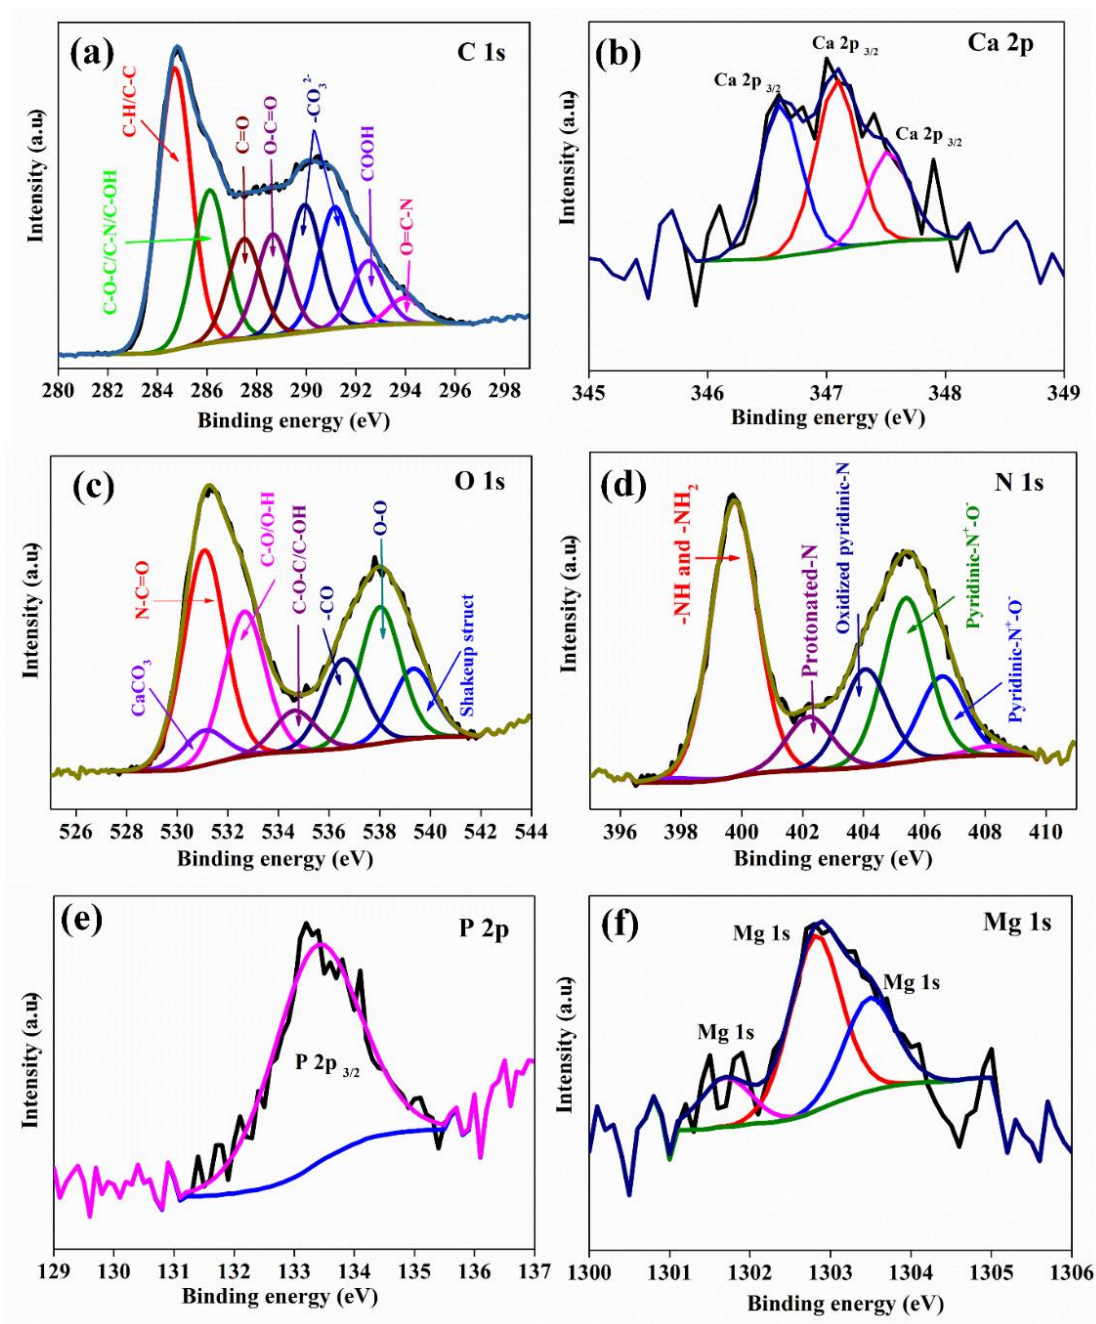 (a)
C 1s
C-H/C-C
C-O-C/C-N/C-OH
C=O
O-C=O
-CO₃²⁻
COOH
O=C-N
Intensity (a.u)
280 282 284 286 288 290 292 294 296 298
Binding energy (eV)
(b)
Ca 2p
Ca 2p 3/2
Ca 2p 3/2
Ca 2p 3/2
Intensity (a.u)
345 346 347 348 349
Binding energy (eV)
(c)
O 1s
N-C=O
CaCO₃
C-O/O-H
C-O-C/C-OH
-CO
O-O
Shakeup struct
Intensity (a.u)
526 528 530 532 534 536 538 540 542 544
Binding energy (eV)
(d)
N 1s
-NH and -NH₂
Protonated-N
Oxidized pyridinic-N
Pyridinic-N⁺-O⁻
Pyridinic-N⁺-O⁻
Intensity (a.u)
396 398 400 402 404 406 408 410
Binding energy (eV)
(e)
P 2p
P 2p 3/2
Intensity (a.u)
129 130 131 132 133 134 135 136 137
Binding energy (eV)
(f)
Mg 1s
Mg 1s
Mg 1s
Mg 1s
Intensity (a.u)
1300 1301 1302 1303 1304 1305 1306
Binding energy (eV)